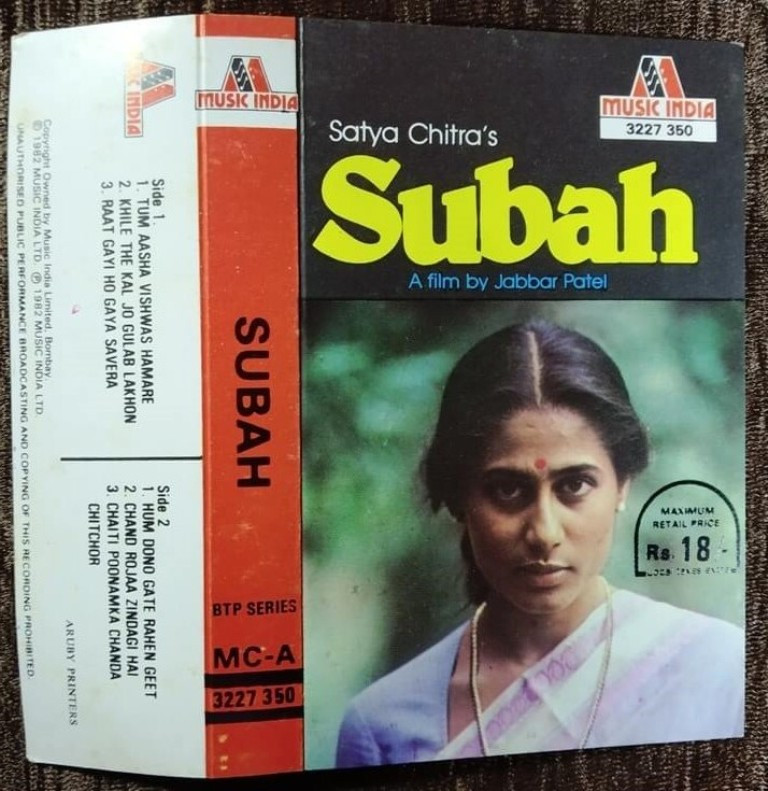 MUSIC INDIA
3227 350
Satya Chitra's
Subah
A film by Jabbar Patel
MAXIMUM
RETAIL PRICE
Rs. 18/-
MUSIC INDIA
SUBAH
BTP SERIES
MC-A
3227 350
MUSIC INDIA
Side 1.
1. TUM AASHA VISHWAS HAMARE
2. KHILE THE KAL JO GULAB LAKHON
3. RAAT GAYI HO GAYA SAVERA
Side 2
1. HUM DONO GATE RAHEN GEET
2. CHAND ROJAA ZINDAGI HAI
3. CHAITI POONAMKA CHANDA
CHITCHOR
ARUBY PRINTERS
Copyright Owned by Music India Limited, Bombay.
© 1982 MUSIC INDIA LTD. ℗ 1982 MUSIC INDIA LTD.
UNAUTHORISED PUBLIC PERFORMANCE BROADCASTING AND COPYING OF THIS RECORDING PROHIBITED.